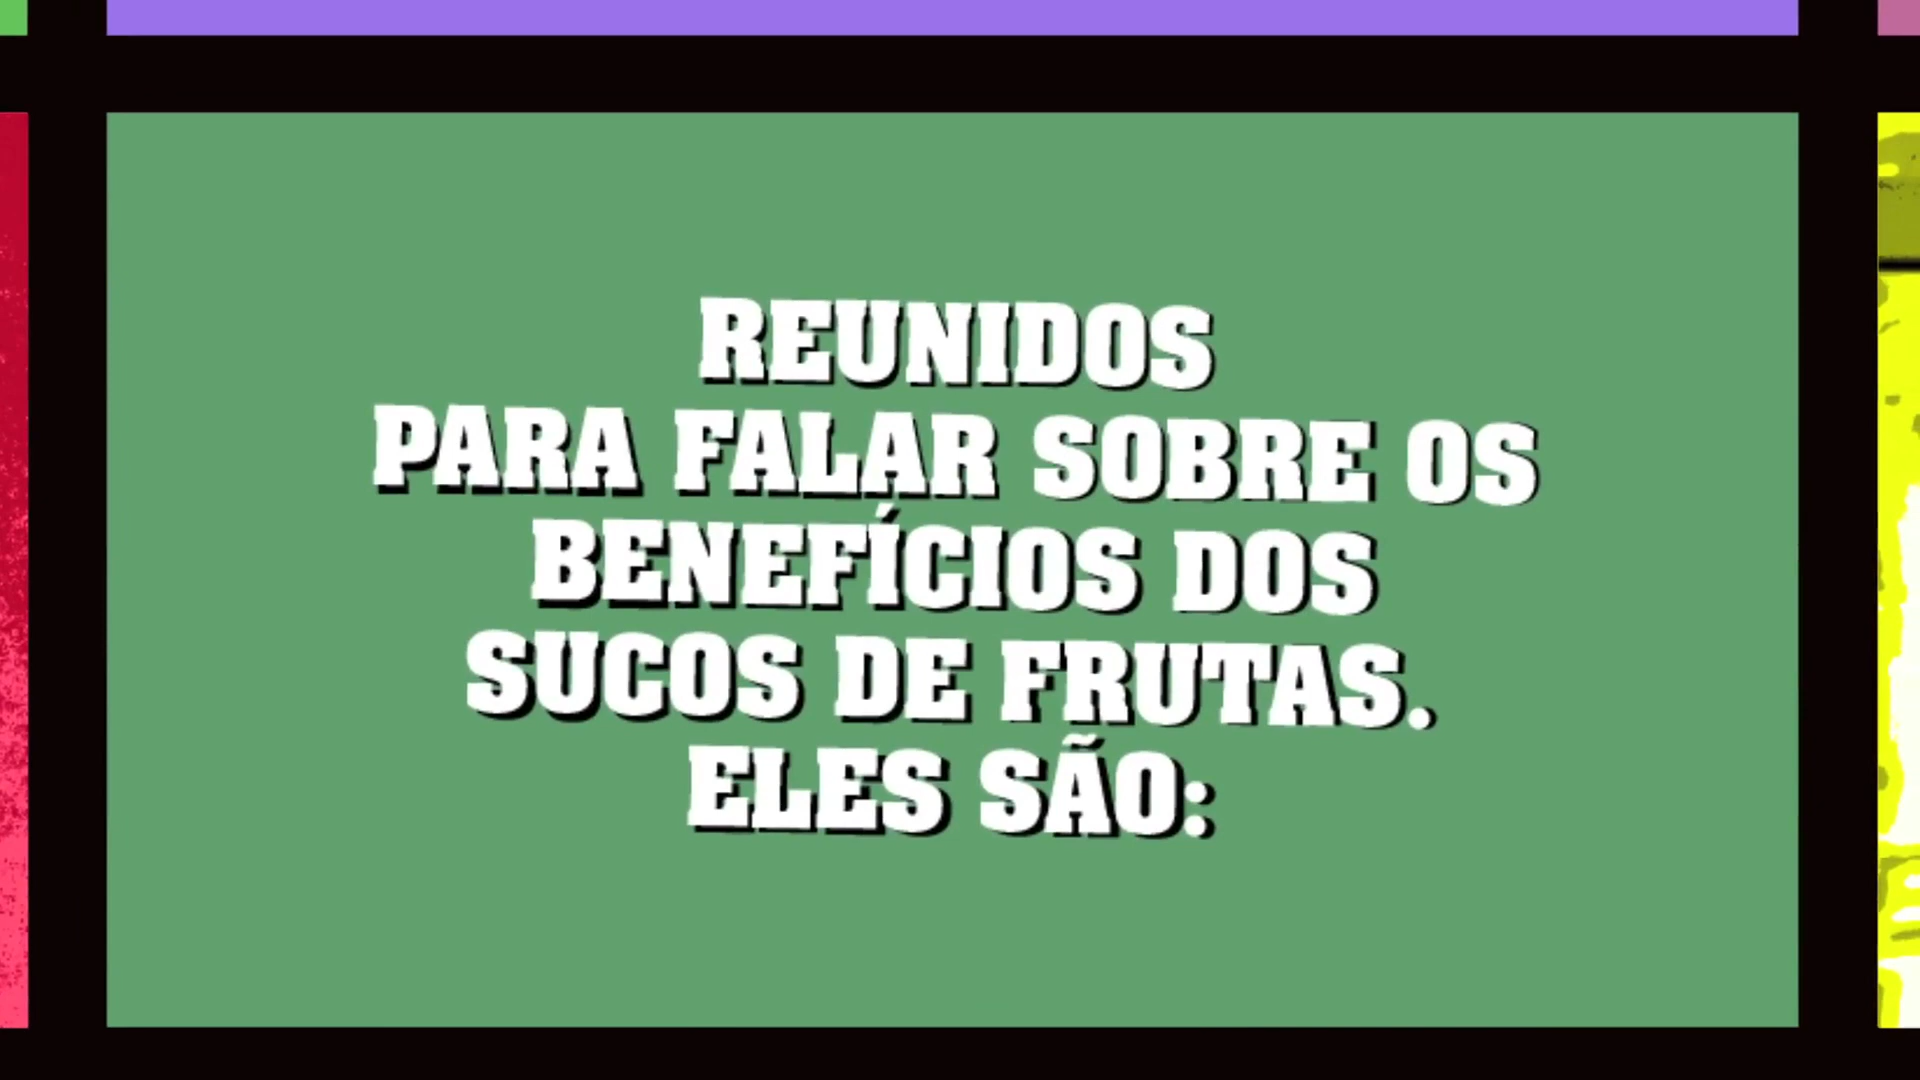 REUNIDOS
PARA FALAR SOBRE OS
BENEFÍCIOS DOS
SUCOS DE FRUTAS.
ELES SÃO: